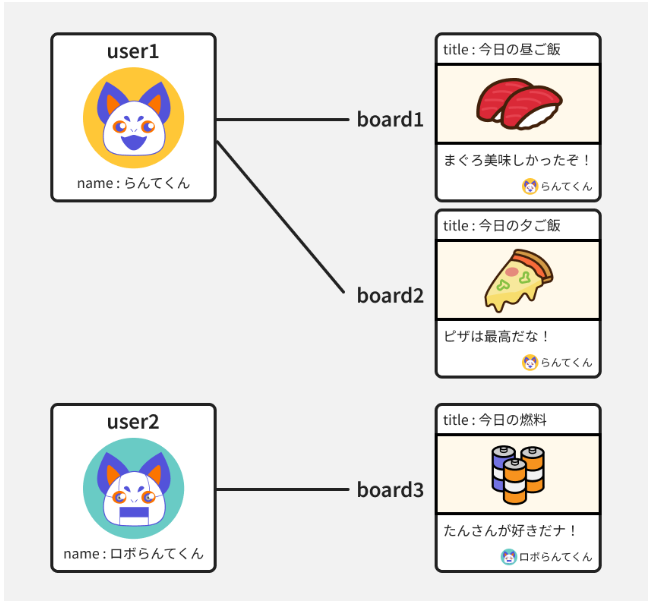 user1
name : らんてくん
board1
title : 今日の昼ご飯
まぐろ美味しかったぞ！
らんてくん
board2
title : 今日の夕ご飯
ピザは最高だな！
らんてくん
user2
name : ロボらんてくん
board3
title : 今日の燃料
たんさんが好きだナ！
ロボらんてくん